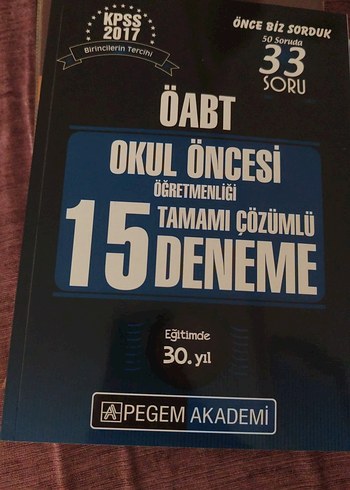 KPSS
2017
Birincilerin Tercihi
ÖNCE BİZ SORDUK
50 Soruda
33
SORU
ÖABT
OKUL ÖNCESİ
ÖĞRETMENLİĞİ
15 TAMAMI ÇÖZÜMLÜ
DENEME
Eğitimde
30. yıl
PEGEM AKADEMİ